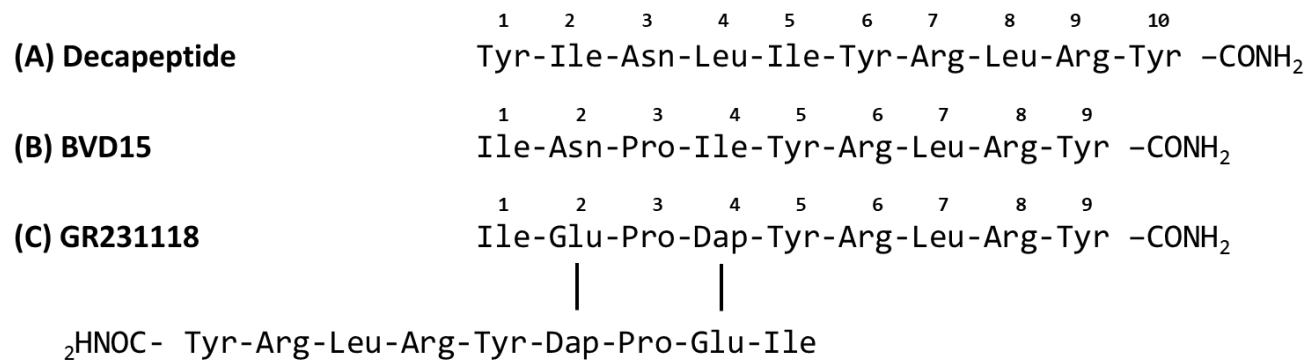 1 2 3 4 5 6 7 8 9 10
(A) Decapeptide Tyr-Ile-Asn-Leu-Ile-Tyr-Arg-Leu-Arg-Tyr –CONH₂
1 2 3 4 5 6 7 8 9
(B) BVD15 Ile-Asn-Pro-Ile-Tyr-Arg-Leu-Arg-Tyr –CONH₂
1 2 3 4 5 6 7 8 9
(C) GR231118 Ile-Glu-Pro-Dap-Tyr-Arg-Leu-Arg-Tyr –CONH₂
₂HNOC- Tyr-Arg-Leu-Arg-Tyr-Dap-Pro-Glu-Ile